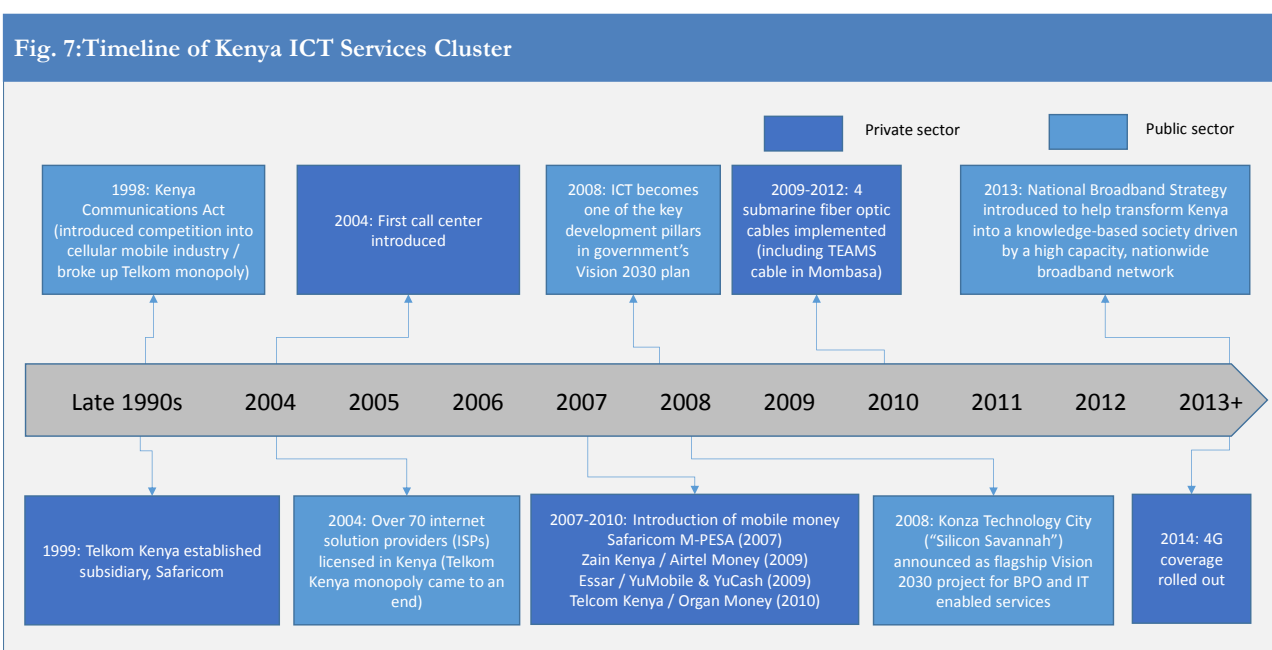 Fig. 7:Timeline of Kenya ICT Services Cluster
Private sector
Public sector
1998: Kenya
Communications Act
(introduced competition into
cellular mobile industry /
broke up Telkom monopoly)
2004: First call center
introduced
2008: ICT becomes
one of the key
development pillars
in government’s
Vision 2030 plan
2009-2012: 4
submarine fiber optic
cables implemented
(including TEAMS
cable in Mombasa)
2013: National Broadband Strategy
introduced to help transform Kenya
into a knowledge-based society driven
by a high capacity, nationwide
broadband network
Late 1990s 2004 2005 2006 2007 2008 2009 2010 2011 2012 2013+
1999: Telkom Kenya established
subsidiary, Safaricom
2004: Over 70 internet
solution providers (ISPs)
licensed in Kenya (Telkom
Kenya monopoly came to an
end)
2007-2010: Introduction of mobile money
Safaricom M-PESA (2007)
Zain Kenya / Airtel Money (2009)
Essar / YuMobile & YuCash (2009)
Telcom Kenya / Organ Money (2010)
2008: Konza Technology City
(“Silicon Savannah”)
announced as flagship Vision
2030 project for BPO and IT
enabled services
2014: 4G
coverage
rolled out